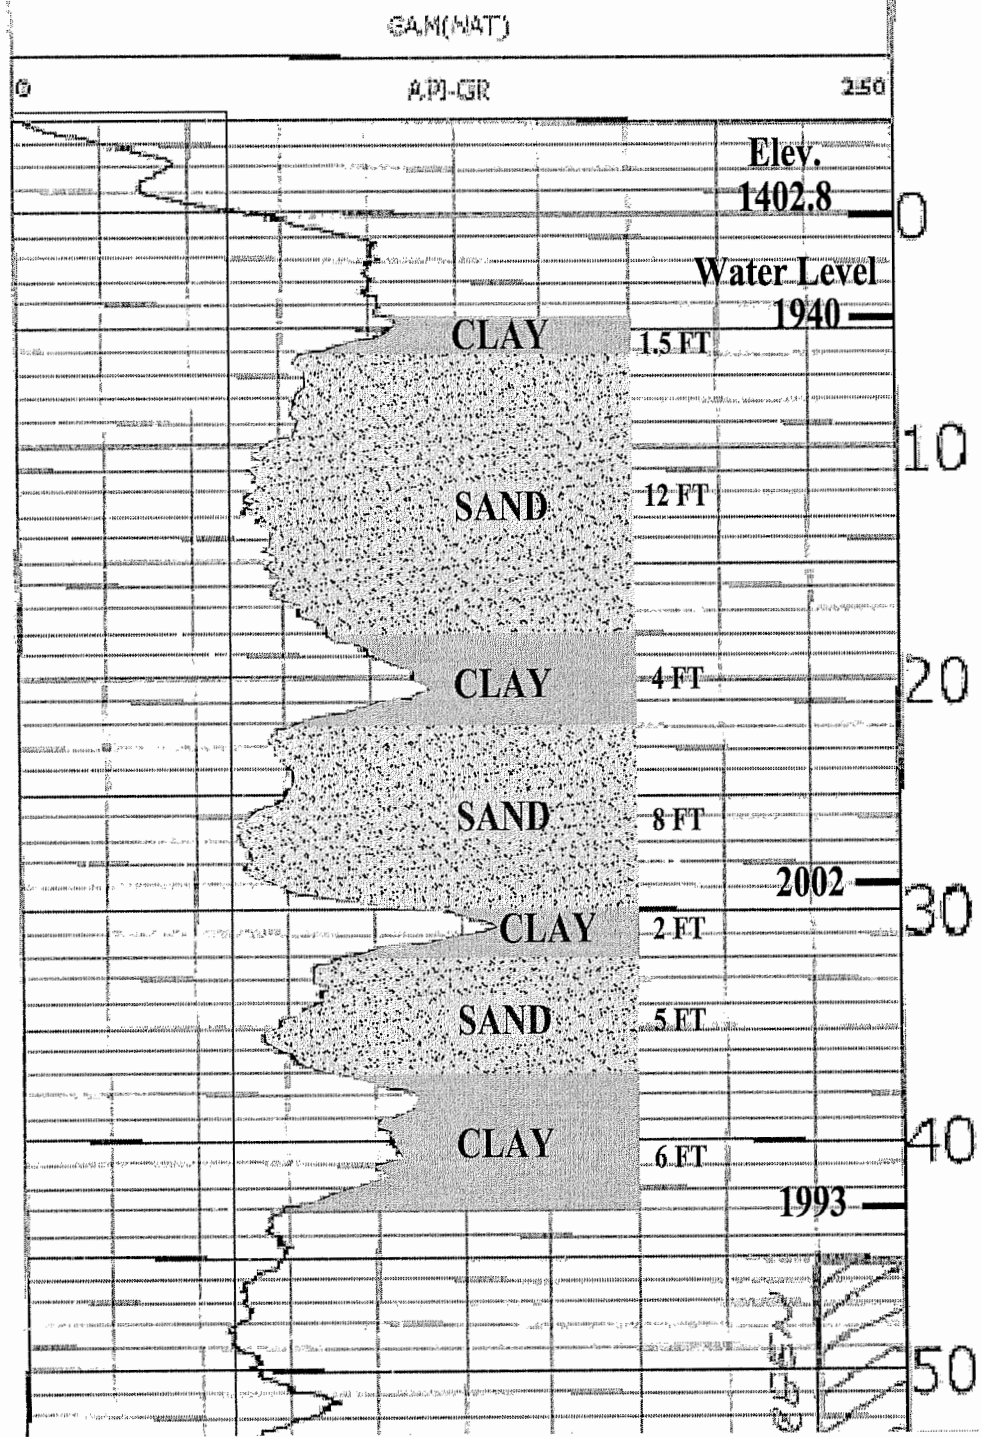 GAM(NAT)
0 API-GR 250
Elev.
1402.8
0
Water Level
1940
CLAY 1.5 FT
10
SAND 12 FT
CLAY 4 FT
20
SAND 8 FT
2002
30
CLAY 2 FT
SAND 5 FT
40
CLAY 6 FT
1993
50